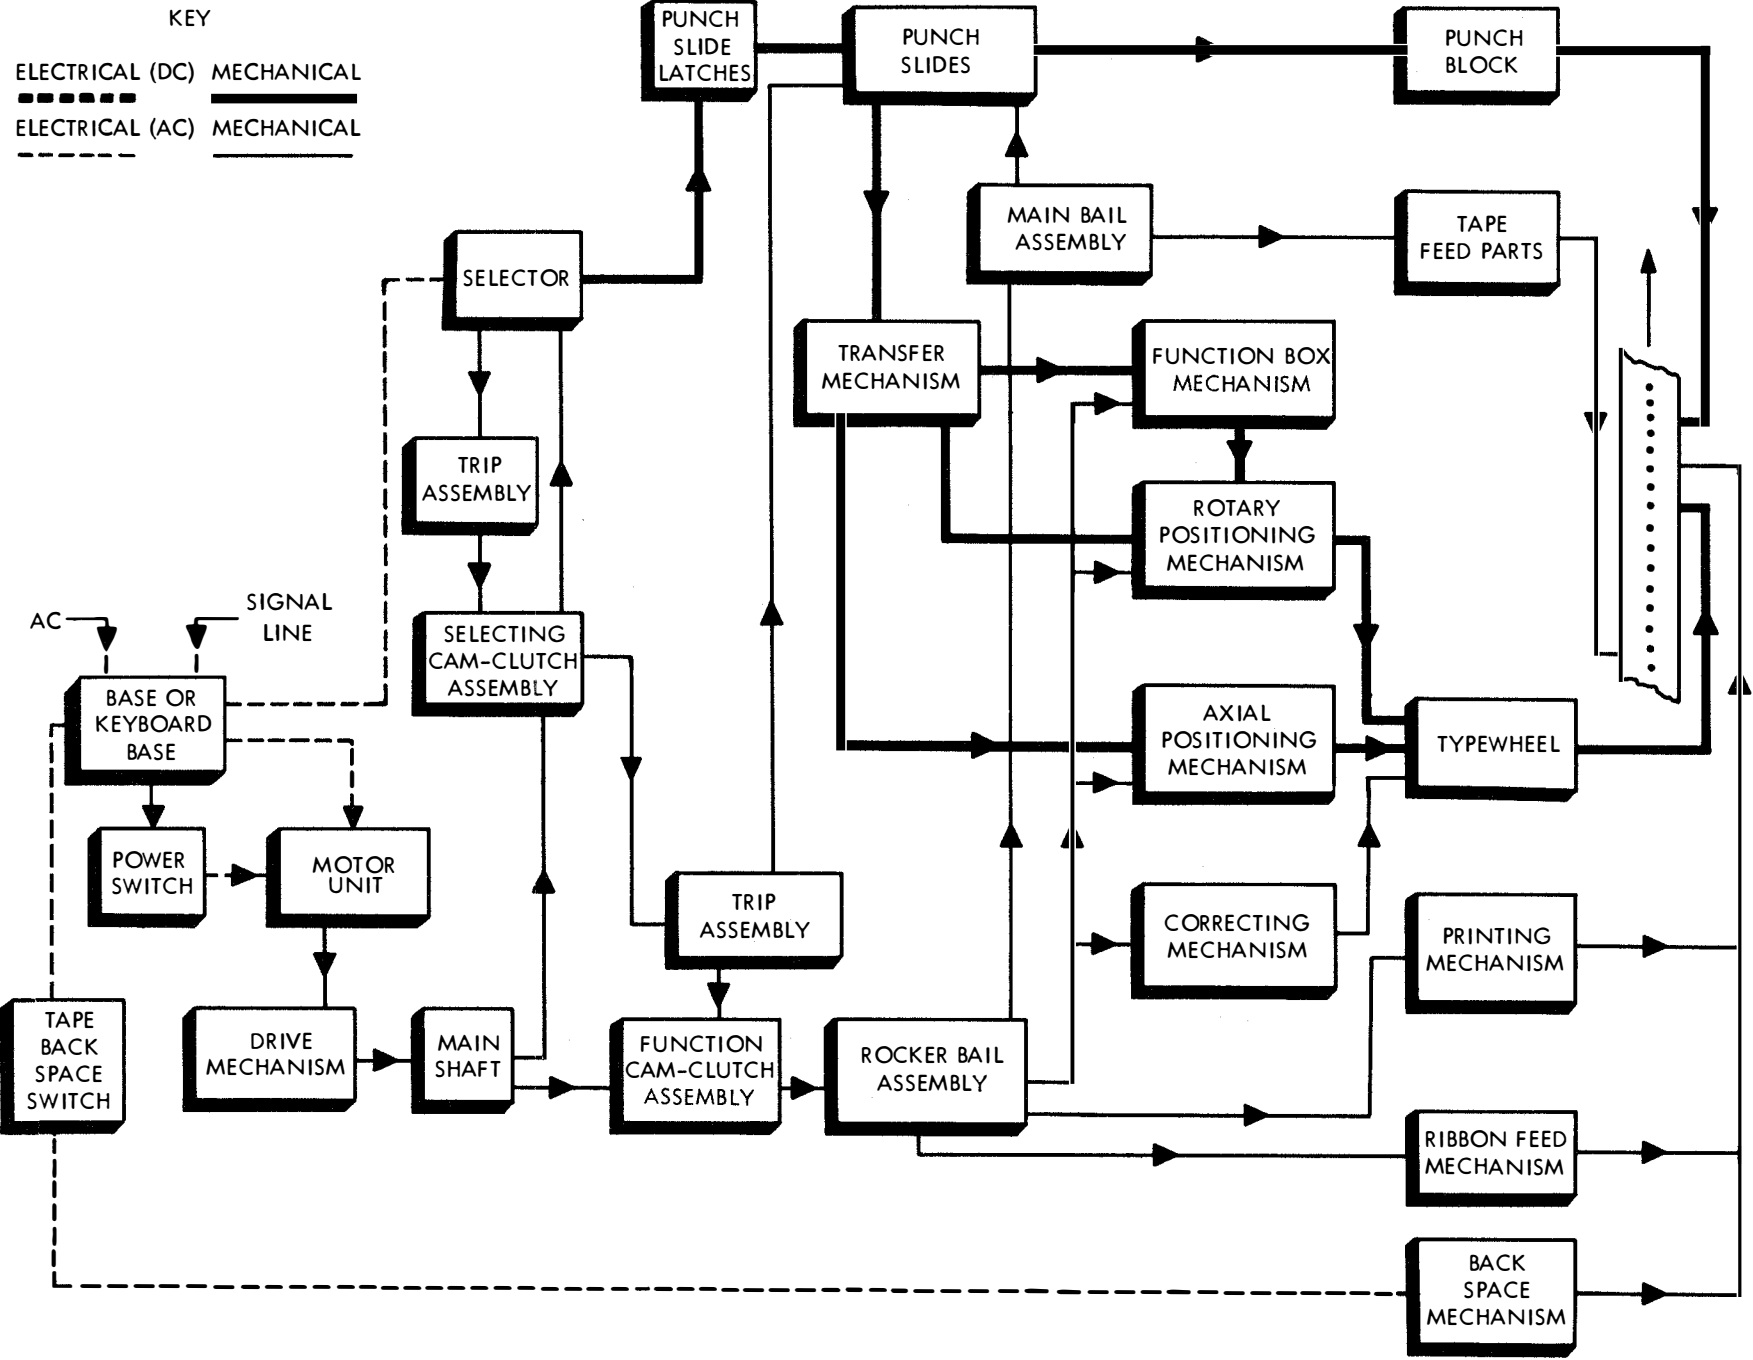 KEY
ELECTRICAL (DC) MECHANICAL
ELECTRICAL (AC) MECHANICAL
PUNCH
SLIDE
LATCHES
PUNCH
SLIDES
PUNCH
BLOCK
MAIN BAIL
ASSEMBLY
TAPE
FEED PARTS
SELECTOR
TRANSFER
MECHANISM
FUNCTION BOX
MECHANISM
TRIP
ASSEMBLY
ROTARY
POSITIONING
MECHANISM
AC
SIGNAL
LINE
SELECTING
CAM-CLUTCH
ASSEMBLY
BASE OR
KEYBOARD
BASE
AXIAL
POSITIONING
MECHANISM
TYPEWHEEL
POWER
SWITCH
MOTOR
UNIT
TRIP
ASSEMBLY
CORRECTING
MECHANISM
PRINTING
MECHANISM
TAPE
BACK
SPACE
SWITCH
DRIVE
MECHANISM
MAIN
SHAFT
FUNCTION
CAM-CLUTCH
ASSEMBLY
ROCKER BAIL
ASSEMBLY
RIBBON FEED
MECHANISM
BACK
SPACE
MECHANISM